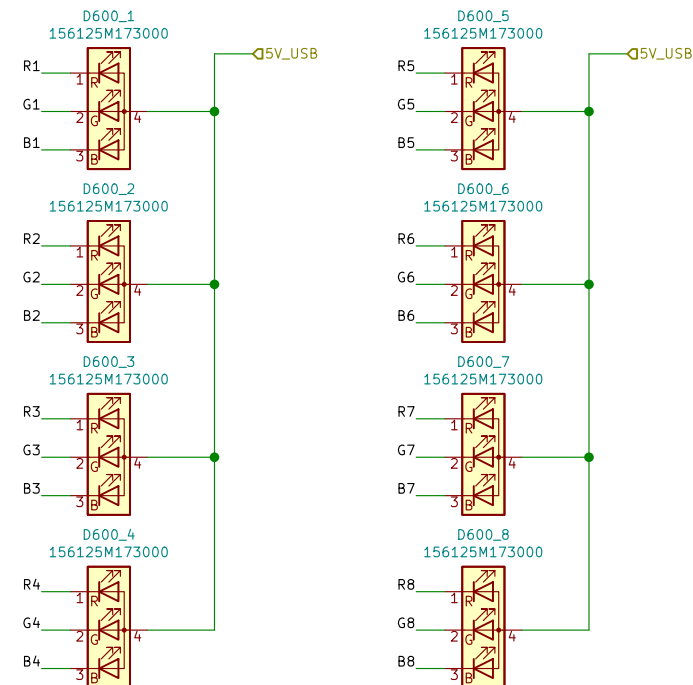 D600_1
156125M173000
5V_USB
R1
1
R
G1
2
G
4
B1
3
B
D600_2
156125M173000
R2
1
R
G2
2
G
4
B2
3
B
D600_3
156125M173000
R3
1
R
G3
2
G
4
B3
3
B
D600_4
156125M173000
R4
1
R
G4
2
G
4
B4
3
B
D600_5
156125M173000
5V_USB
R5
1
R
G5
2
G
4
B5
3
B
D600_6
156125M173000
R6
1
R
G6
2
G
4
B6
3
B
D600_7
156125M173000
R7
1
R
G7
2
G
4
B7
3
B
D600_8
156125M173000
R8
1
R
G8
2
G
4
B8
3
B